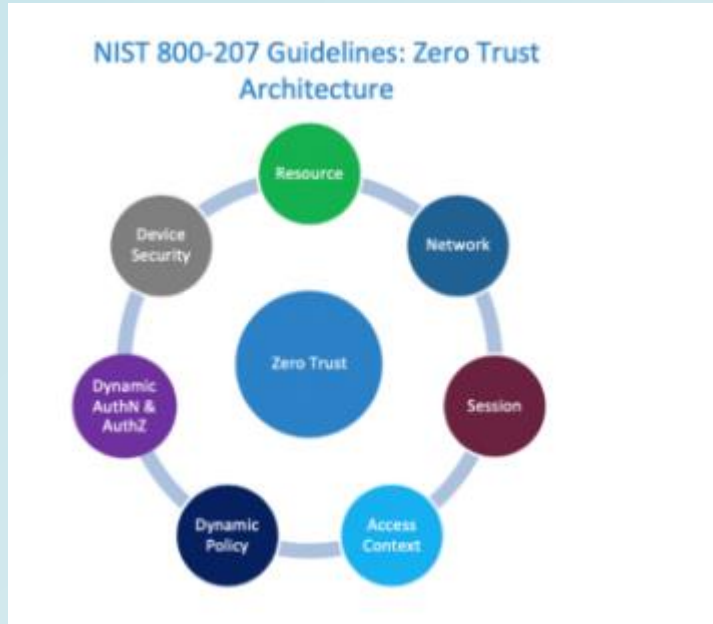 NIST 800-207 Guidelines: Zero Trust
Architecture
Resource
Network
Session
Access
Context
Dynamic
Policy
Dynamic
AuthN &
AuthZ
Device
Security
Zero Trust